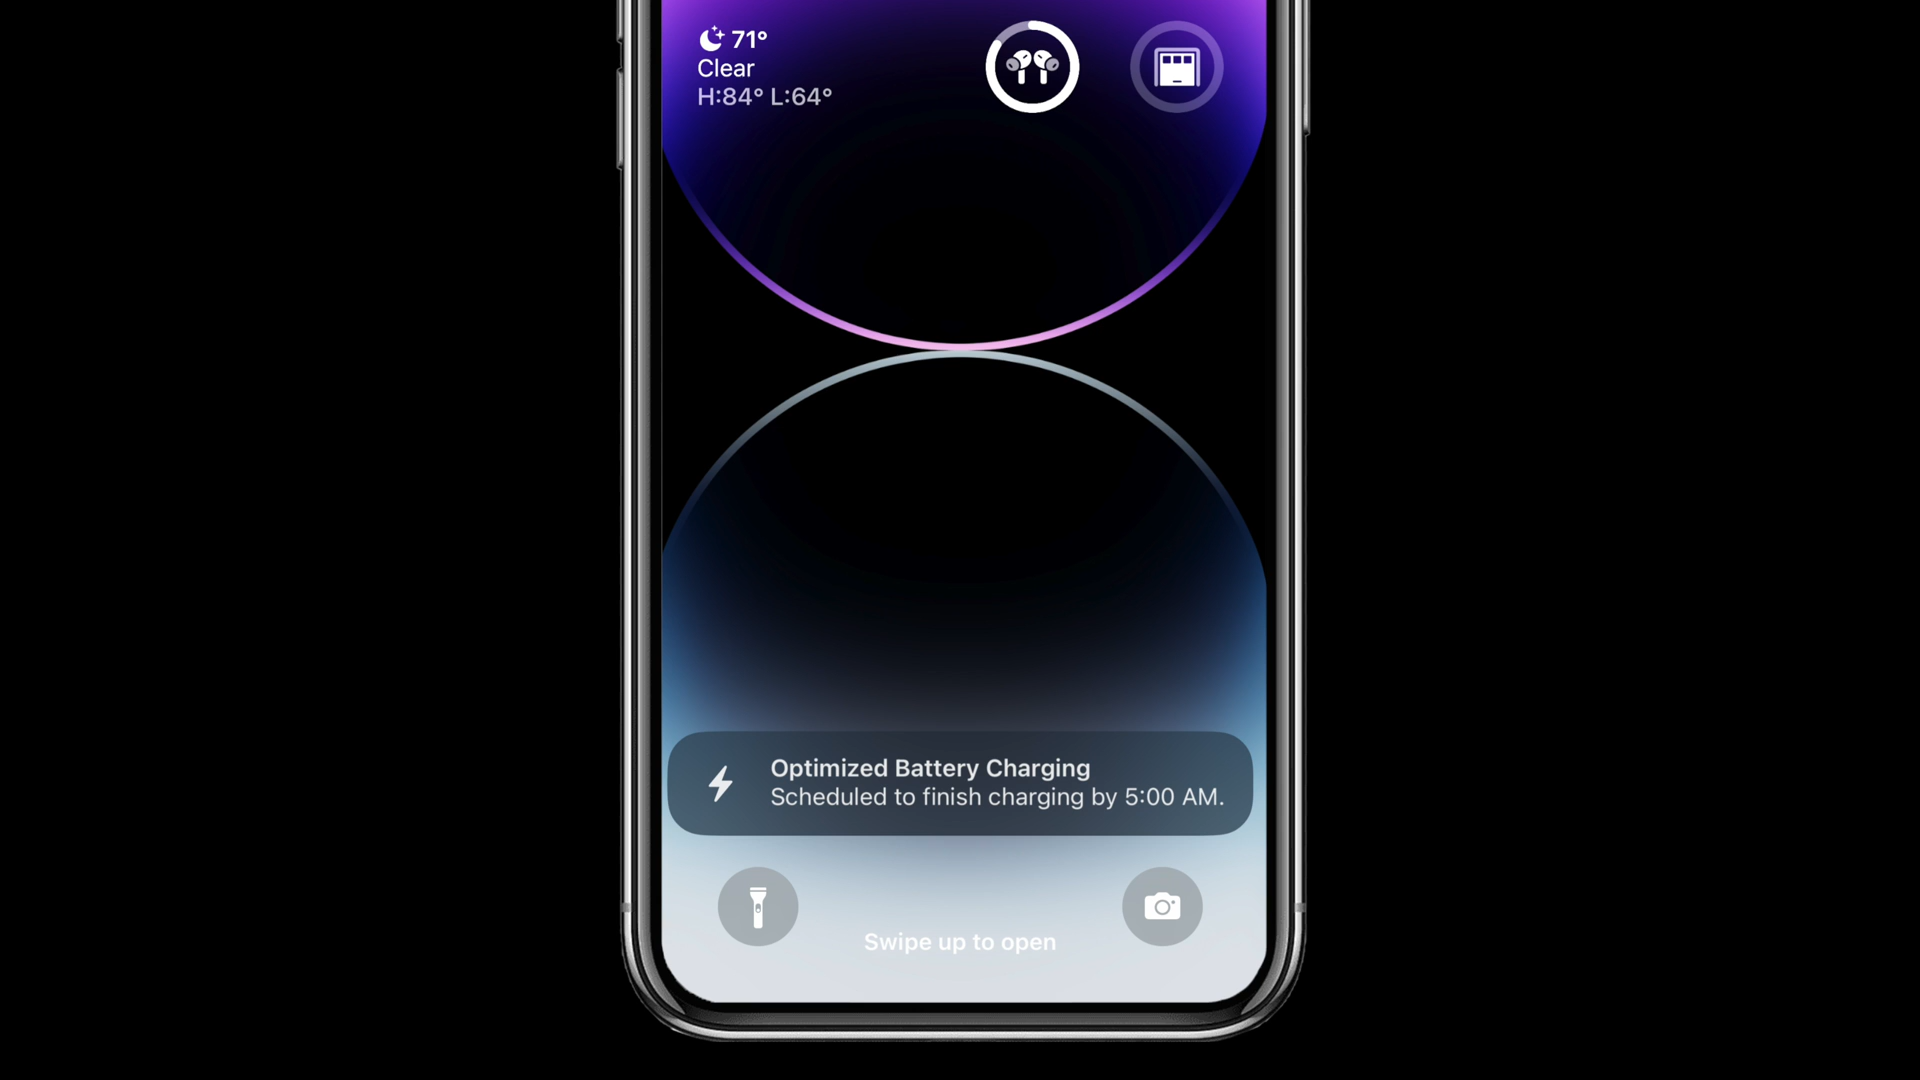 71°
Clear
H:84° L:64°
Optimized Battery Charging
Scheduled to finish charging by 5:00 AM.
Swipe up to open